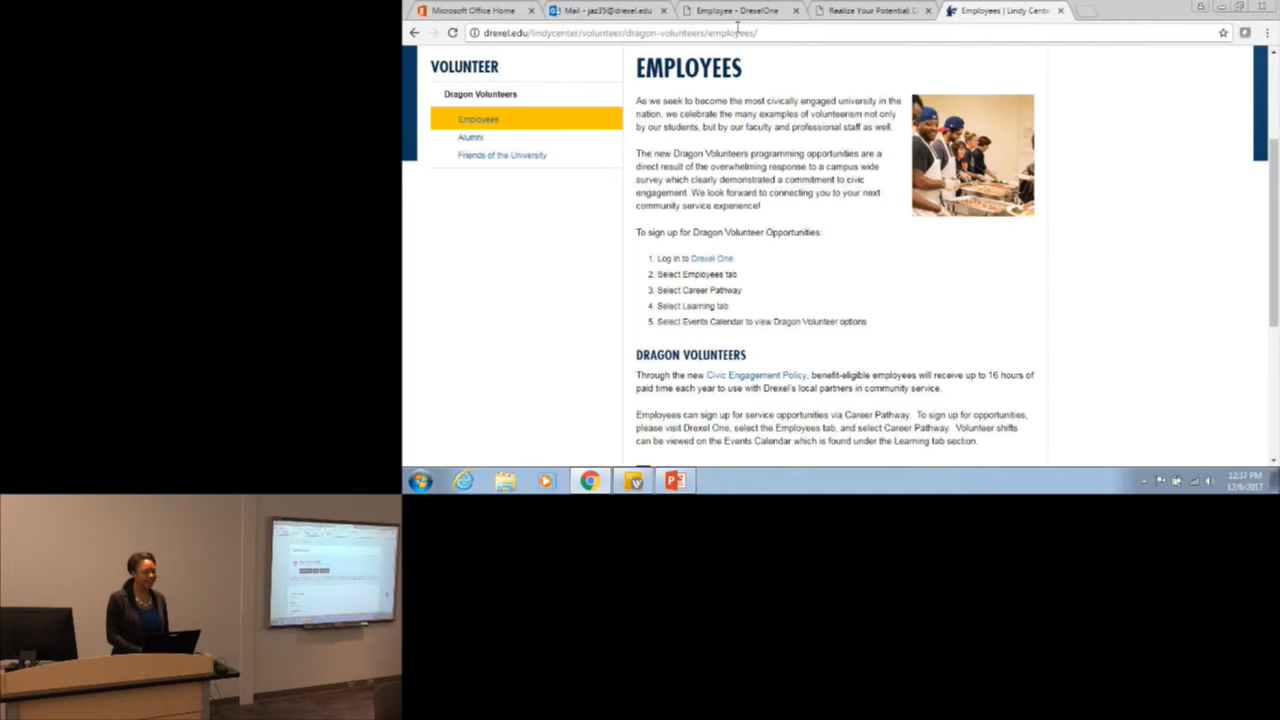 Microsoft Office Home
Mail - jaz35@drexel.edu
Employee - DrexelOne
Realize Your Potential: D
Employees | Lindy Cente
drexel.edu/lindycenter/volunteer/dragon-volunteers/employees/
VOLUNTEER
Dragon Volunteers
Employees
Alumni
Friends of the University
EMPLOYEES
As we seek to become the most civically engaged university in the
nation, we celebrate the many examples of volunteerism not only
by our students, but by our faculty and professional staff as well.
The new Dragon Volunteers programming opportunities are a
direct result of the overwhelming response to a campus wide
survey which clearly demonstrated a commitment to civic
engagement. We look forward to connecting you to your next
community service experience!
To sign up for Dragon Volunteer Opportunities:
1. Log in to Drexel One
2. Select Employees tab
3. Select Career Pathway
4. Select Learning tab
5. Select Events Calendar to view Dragon Volunteer options
DRAGON VOLUNTEERS
Through the new Civic Engagement Policy, benefit-eligible employees will receive up to 16 hours of
paid time each year to use with Drexel's local partners in community service.
Employees can sign up for service opportunities via Career Pathway. To sign up for opportunities,
please visit Drexel One, select the Employees tab, and select Career Pathway. Volunteer shifts
can be viewed on the Events Calendar which is found under the Learning tab section.
12:37 PM
12/6/2017